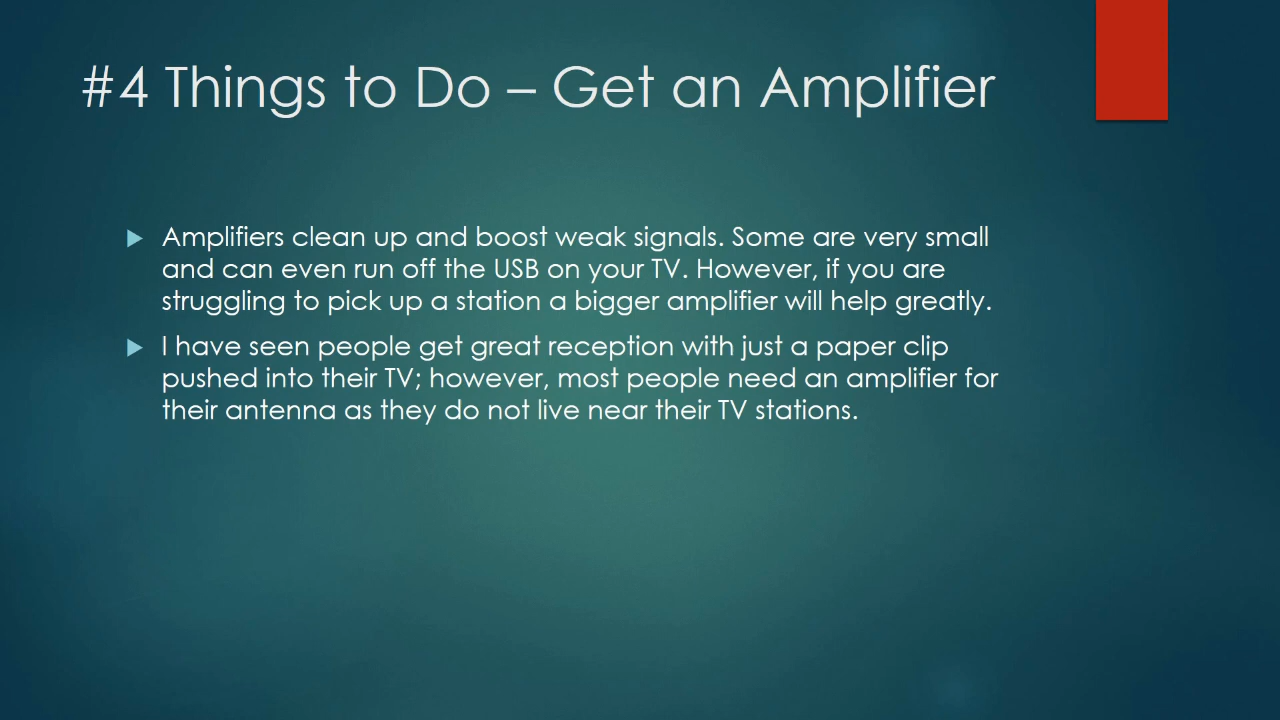 #4 Things to Do – Get an Amplifier
Amplifiers clean up and boost weak signals. Some are very small
and can even run off the USB on your TV. However, if you are
struggling to pick up a station a bigger amplifier will help greatly.
I have seen people get great reception with just a paper clip
pushed into their TV; however, most people need an amplifier for
their antenna as they do not live near their TV stations.